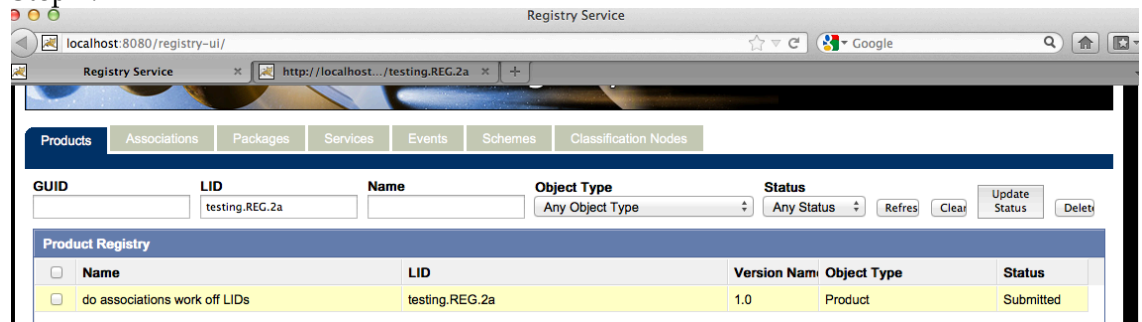 Registry Service
localhost:8080/registry-ui/
Google
Registry Service
http://localhost.../testing.REG.2a
Products Associations Packages Services Events Schemes Classification Nodes
GUID LID Name Object Type Status
testing.REG.2a Any Object Type Any Status Refres Clear Update Status Delete
Product Registry
Name LID Version Name Object Type Status
do associations work off LIDs testing.REG.2a 1.0 Product Submitted